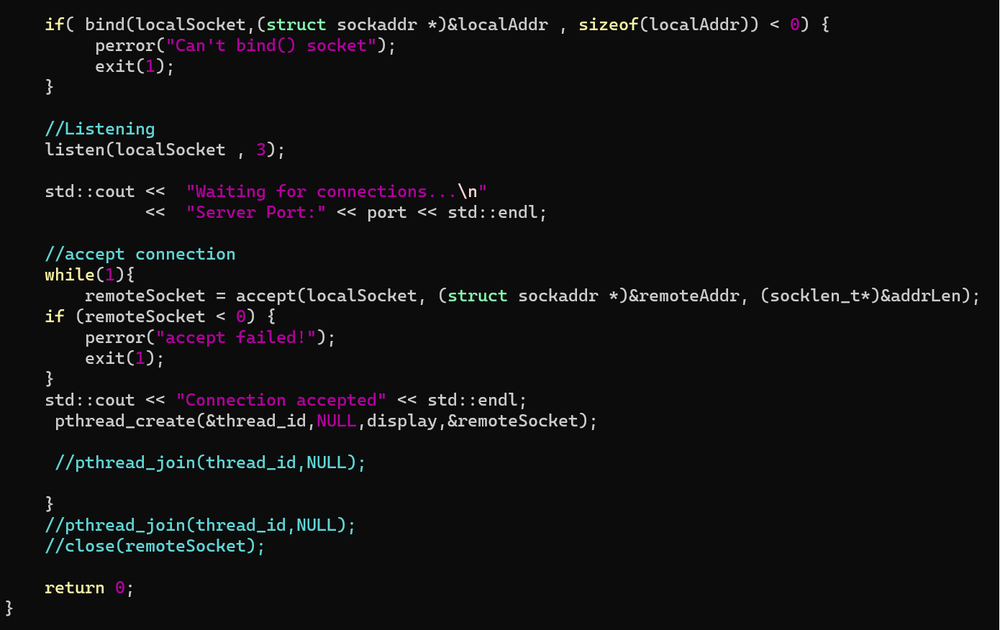 if( bind(localSocket,(struct sockaddr *)&localAddr , sizeof(localAddr)) < 0) {
perror("Can't bind() socket");
exit(1);
}
//Listening
listen(localSocket , 3);
std::cout <<  "Waiting for connections...\n"
<<  "Server Port:" << port << std::endl;
//accept connection
while(1){
remoteSocket = accept(localSocket, (struct sockaddr *)&remoteAddr, (socklen_t*)&addrLen);
if (remoteSocket < 0) {
perror("accept failed!");
exit(1);
}
std::cout << "Connection accepted" << std::endl;
pthread_create(&thread_id,NULL,display,&remoteSocket);
//pthread_join(thread_id,NULL);
}
//pthread_join(thread_id,NULL);
//close(remoteSocket);
return 0;
}